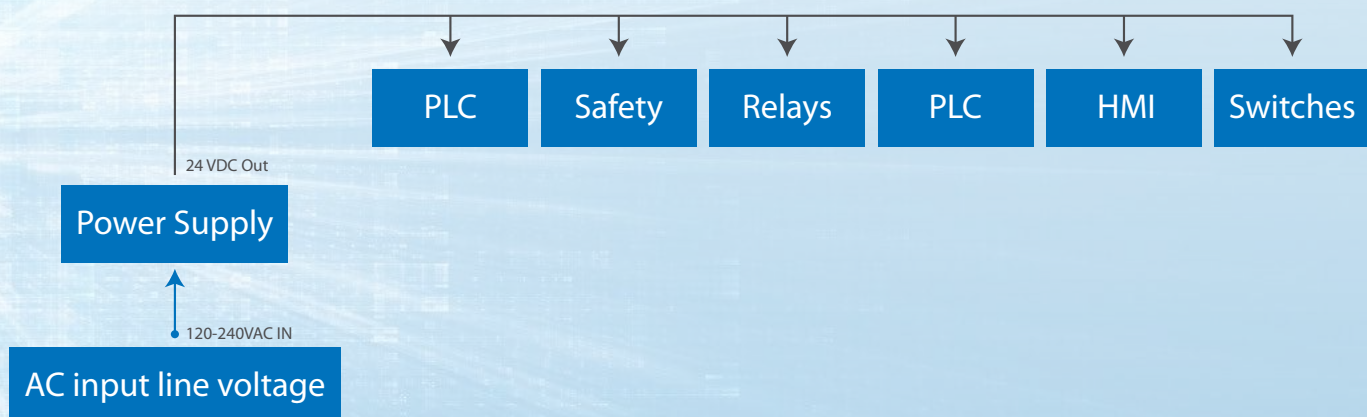 PLC
Safety
Relays
PLC
HMI
Switches
24 VDC Out
Power Supply
120-240VAC IN
AC input line voltage